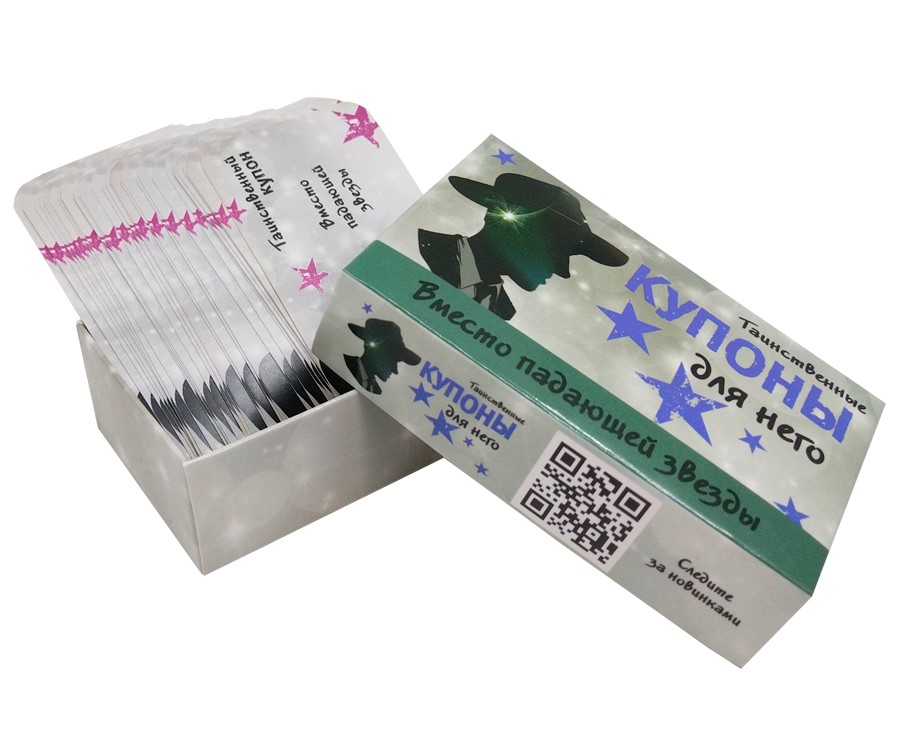 Таинственный
купон
Вместо
падающей
звезды
Таинственные
КУПОНЫ
для него
Вместо падающей звезды
Таинственные
КУПОНЫ
для него
Следите
за новинками